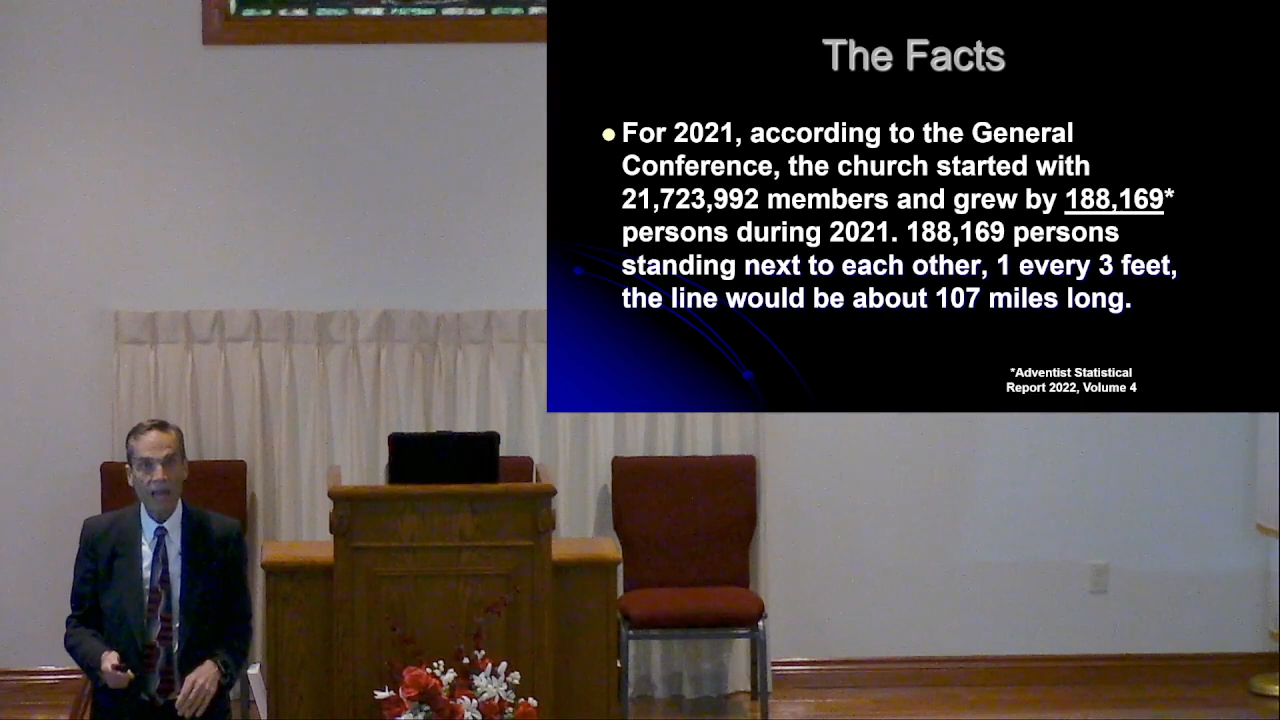 The Facts
For 2021, according to the General
Conference, the church started with
21,723,992 members and grew by 188,169*
persons during 2021. 188,169 persons
standing next to each other, 1 every 3 feet,
the line would be about 107 miles long.
*Adventist Statistical
Report 2022, Volume 4